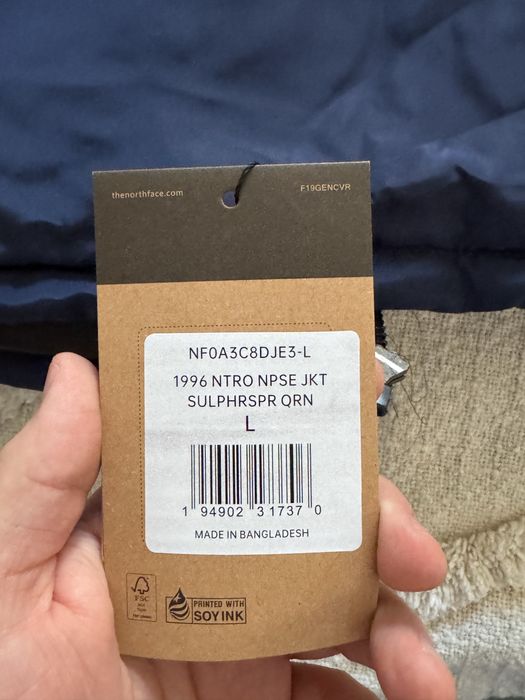 thenorthface.com
F19GENCVR
NF0A3C8DJE3-L
1996 NTRO NPSE JKT
SULPHRSPR QRN
L
1 94902 31737 0
MADE IN BANGLADESH
FSC
PRINTED WITH
SOY INK